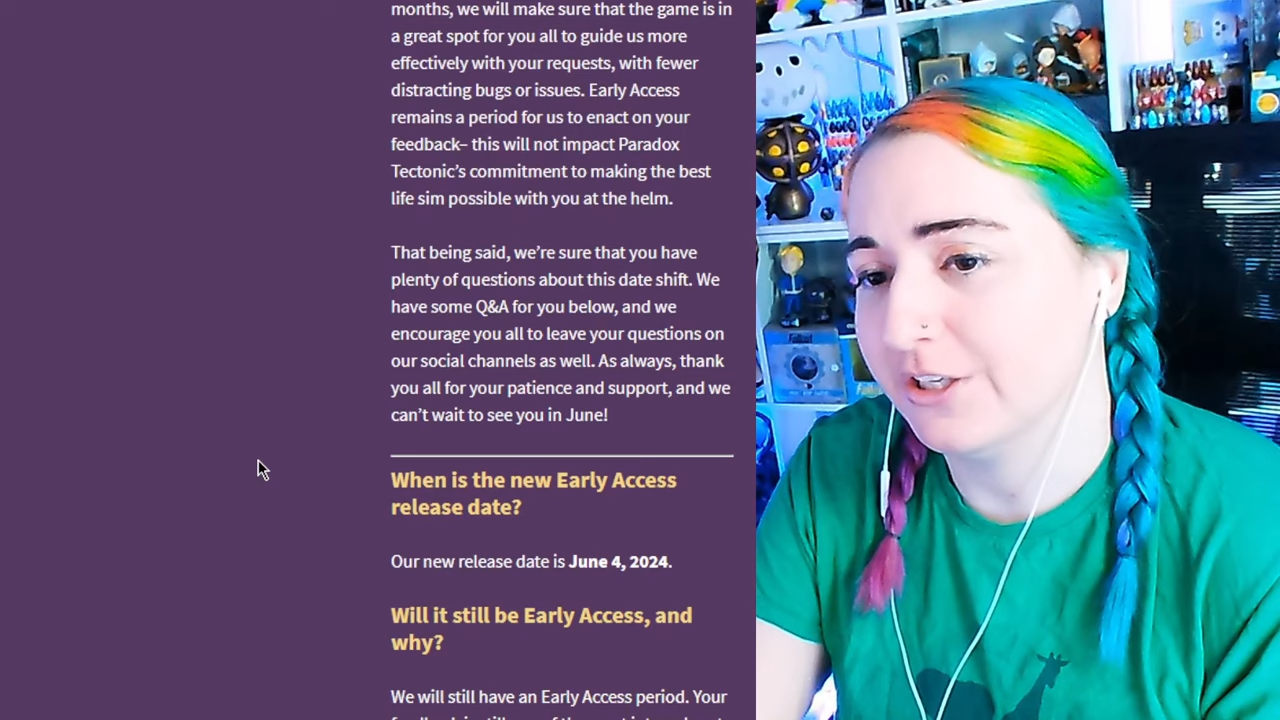 months, we will make sure that the game is in
a great spot for you all to guide us more
effectively with your requests, with fewer
distracting bugs or issues. Early Access
remains a period for us to enact on your
feedback– this will not impact Paradox
Tectonic’s commitment to making the best
life sim possible with you at the helm.
That being said, we’re sure that you have
plenty of questions about this date shift. We
have some Q&A for you below, and we
encourage you all to leave your questions on
our social channels as well. As always, thank
you all for your patience and support, and we
can’t wait to see you in June!
When is the new Early Access
release date?
Our new release date is June 4, 2024.
Will it still be Early Access, and
why?
We will still have an Early Access period. Your